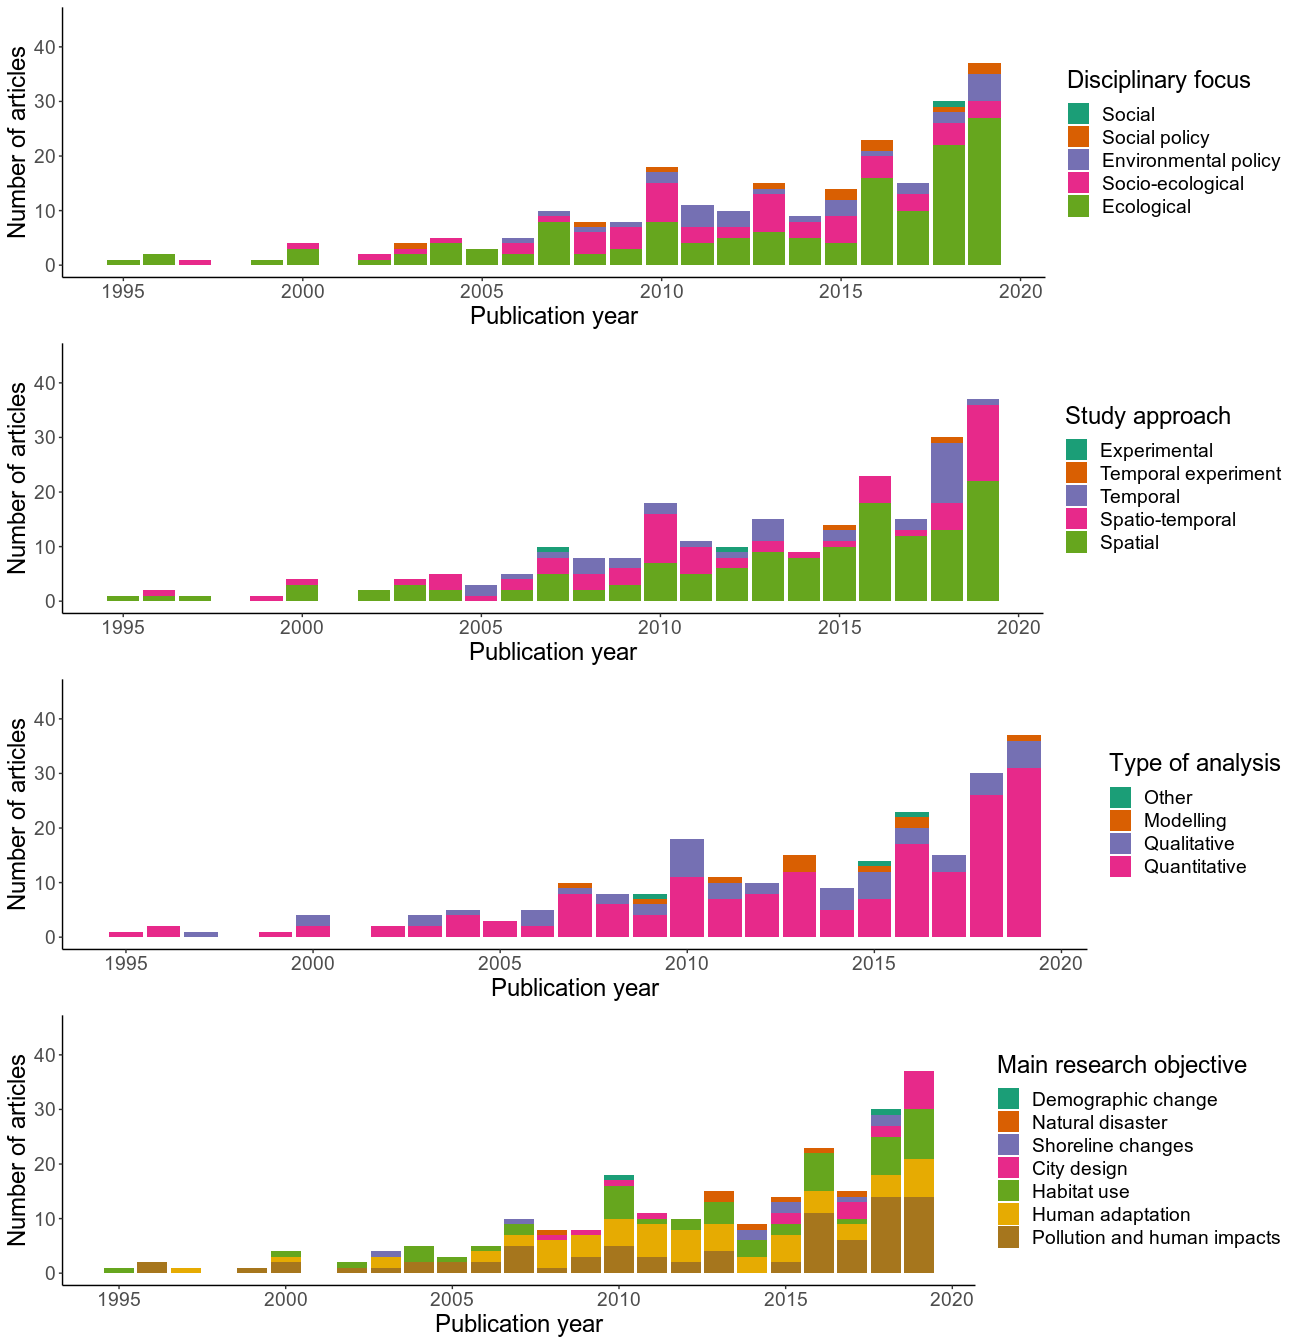 Number of articles
40
30
20
10
0
1995 2000 2005 2010 2015 2020
Publication year
Disciplinary focus
Social
Social policy
Environmental policy
Socio-ecological
Ecological
Number of articles
40
30
20
10
0
1995 2000 2005 2010 2015 2020
Publication year
Study approach
Experimental
Temporal experiment
Temporal
Spatio-temporal
Spatial
Number of articles
40
30
20
10
0
1995 2000 2005 2010 2015 2020
Publication year
Type of analysis
Other
Modelling
Qualitative
Quantitative
Number of articles
40
30
20
10
0
1995 2000 2005 2010 2015 2020
Publication year
Main research objective
Demographic change
Natural disaster
Shoreline changes
City design
Habitat use
Human adaptation
Pollution and human impacts